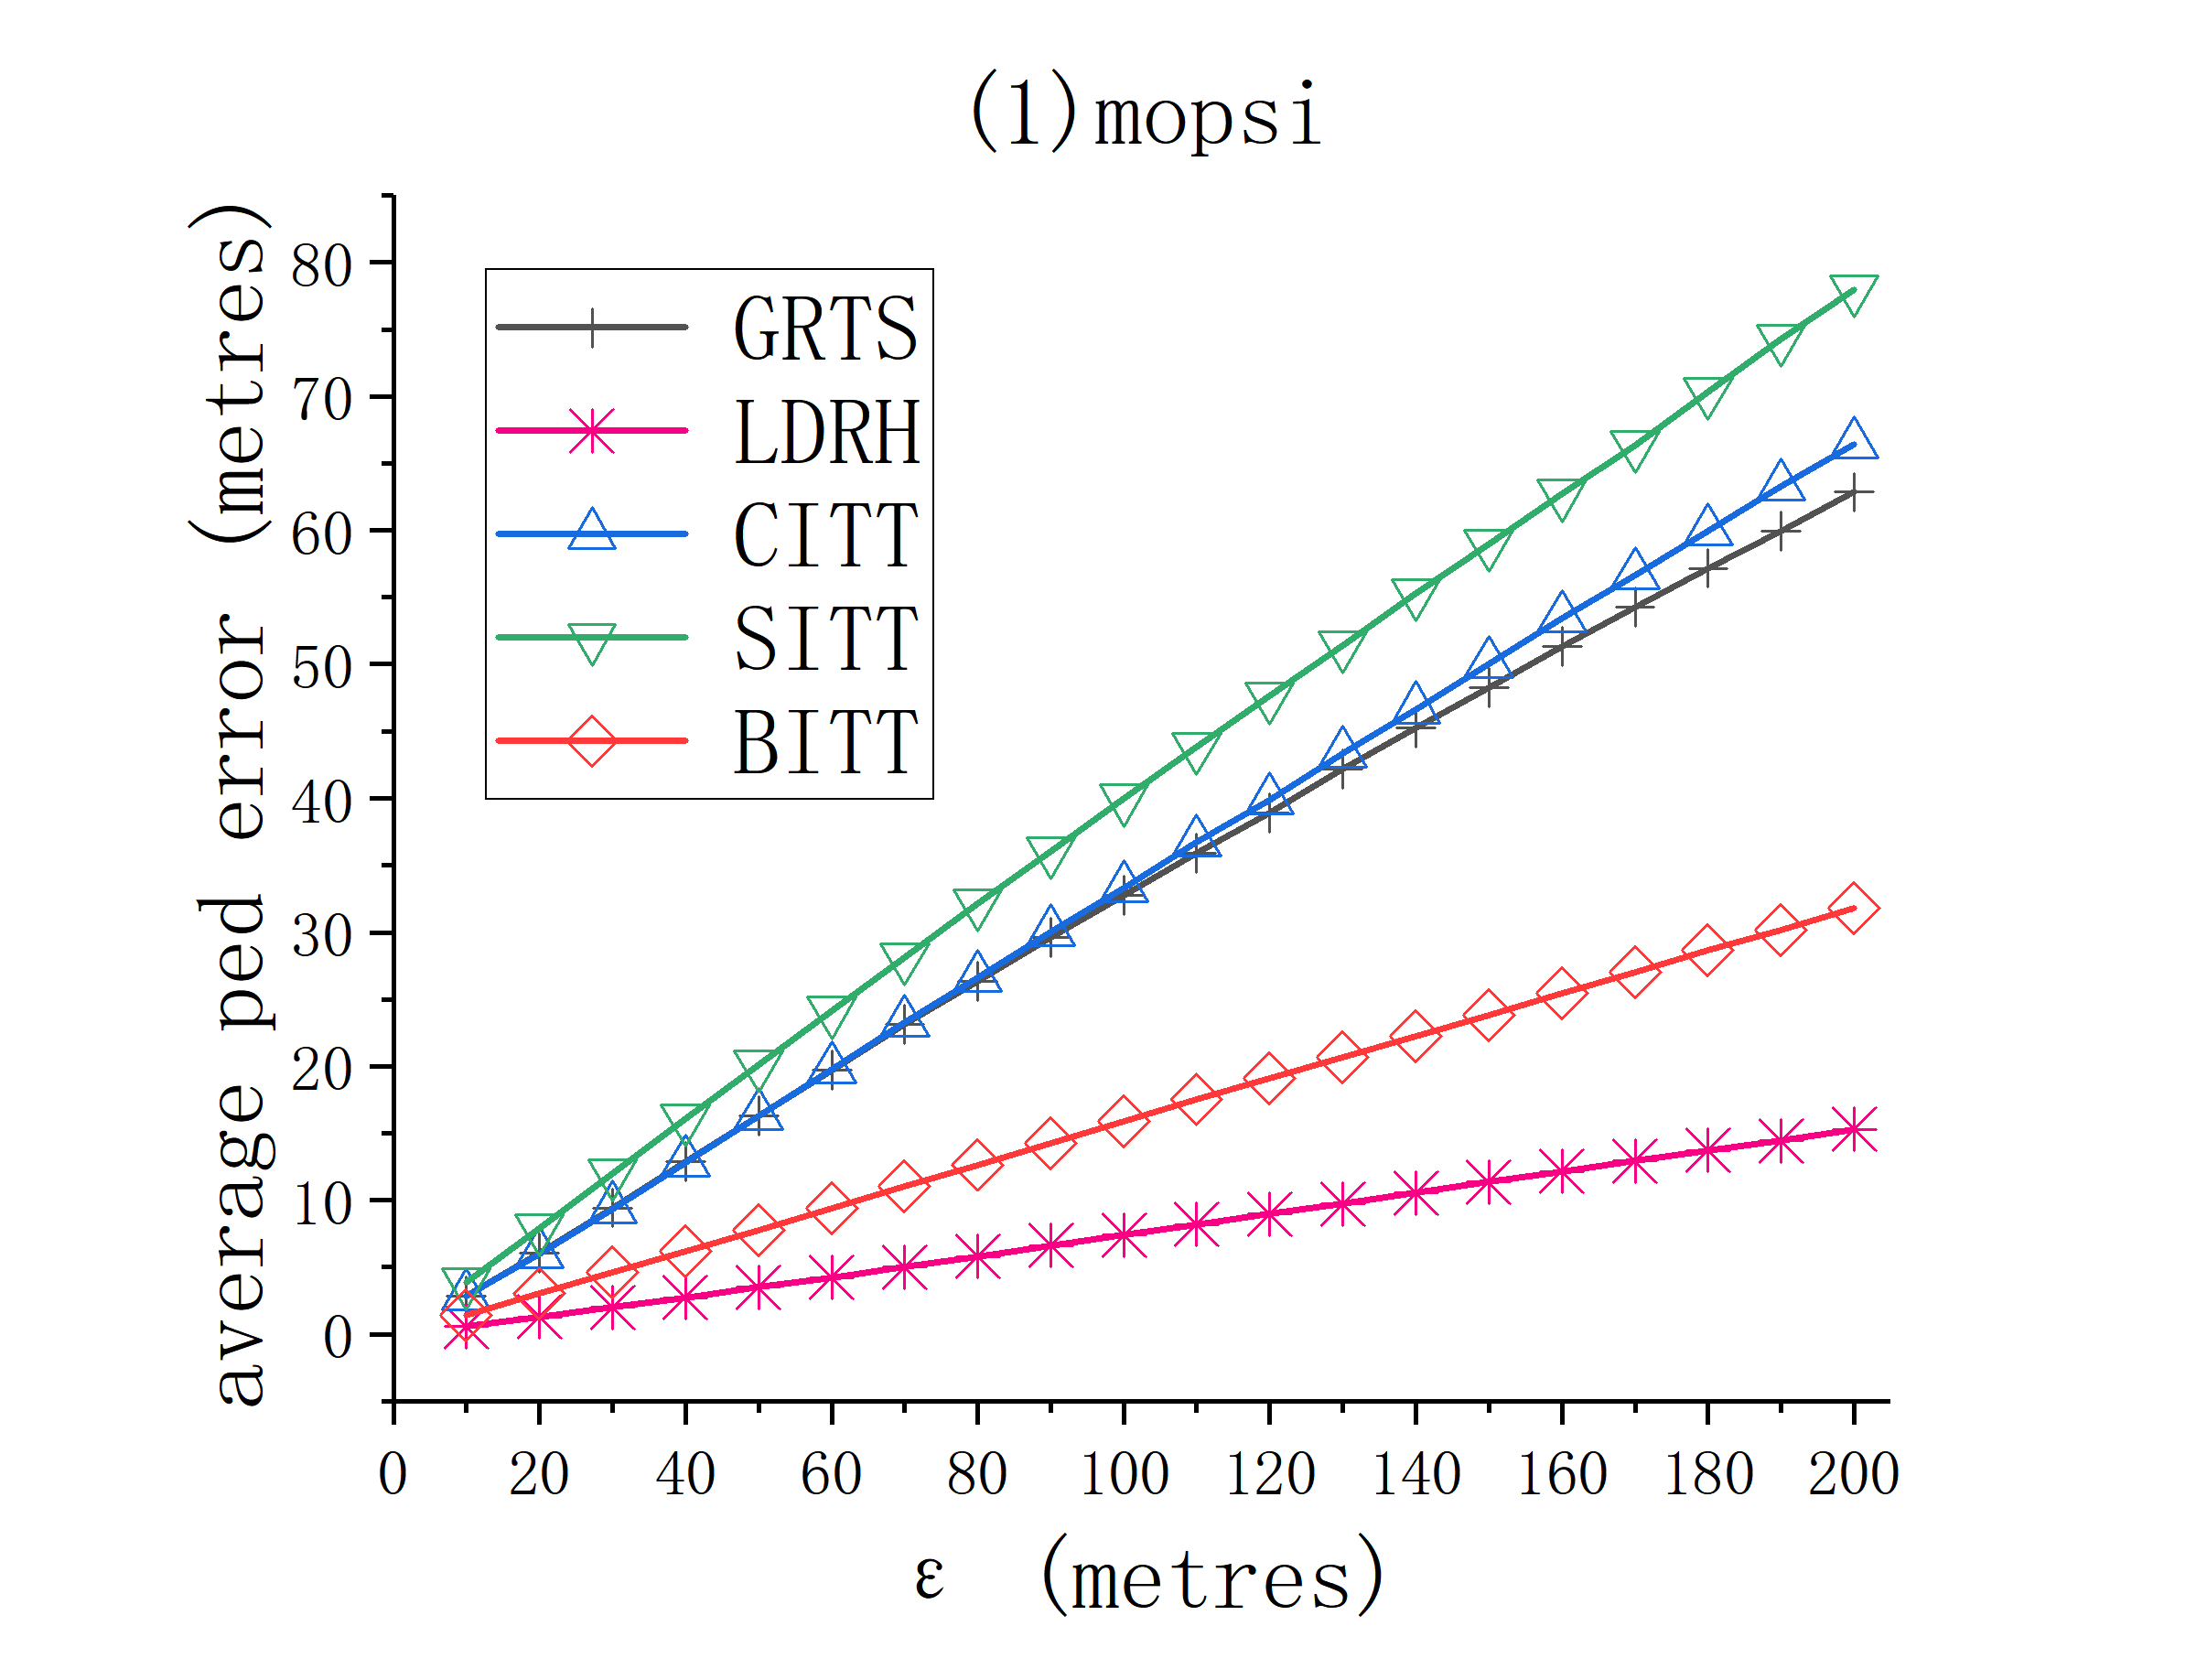 (1)mopsi
average ped error (metres)
80
70
60
50
40
30
20
10
0
GRTS
LDRH
CITT
SITT
BITT
0 20 40 60 80 100 120 140 160 180 200
ε (metres)